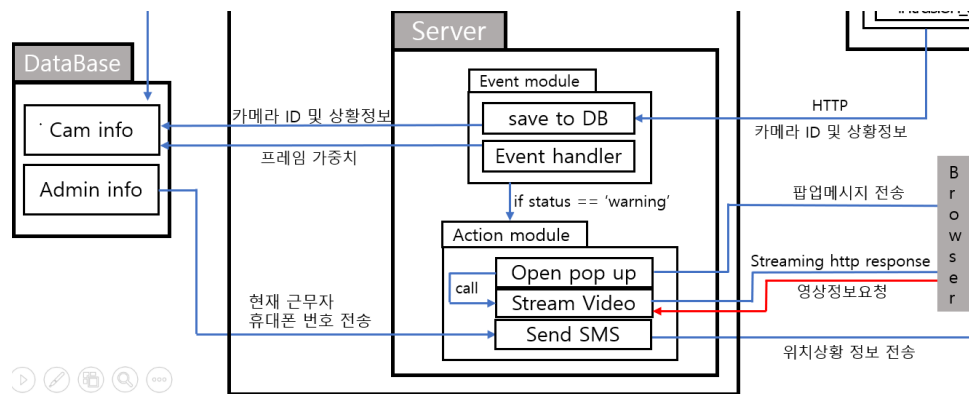 intrusion_
Server
DataBase
Event module
Cam info
카메라 ID 및 상황정보
save to DB
HTTP
카메라 ID 및 상황정보
프레임 가중치
Event handler
Admin info
if status == 'warning'
팝업메시지 전송
Browser
Action module
Open pop up
Streaming http response
call
Stream Video
영상정보요청
현재 근무자
휴대폰 번호 전송
Send SMS
위치상황 정보 전송